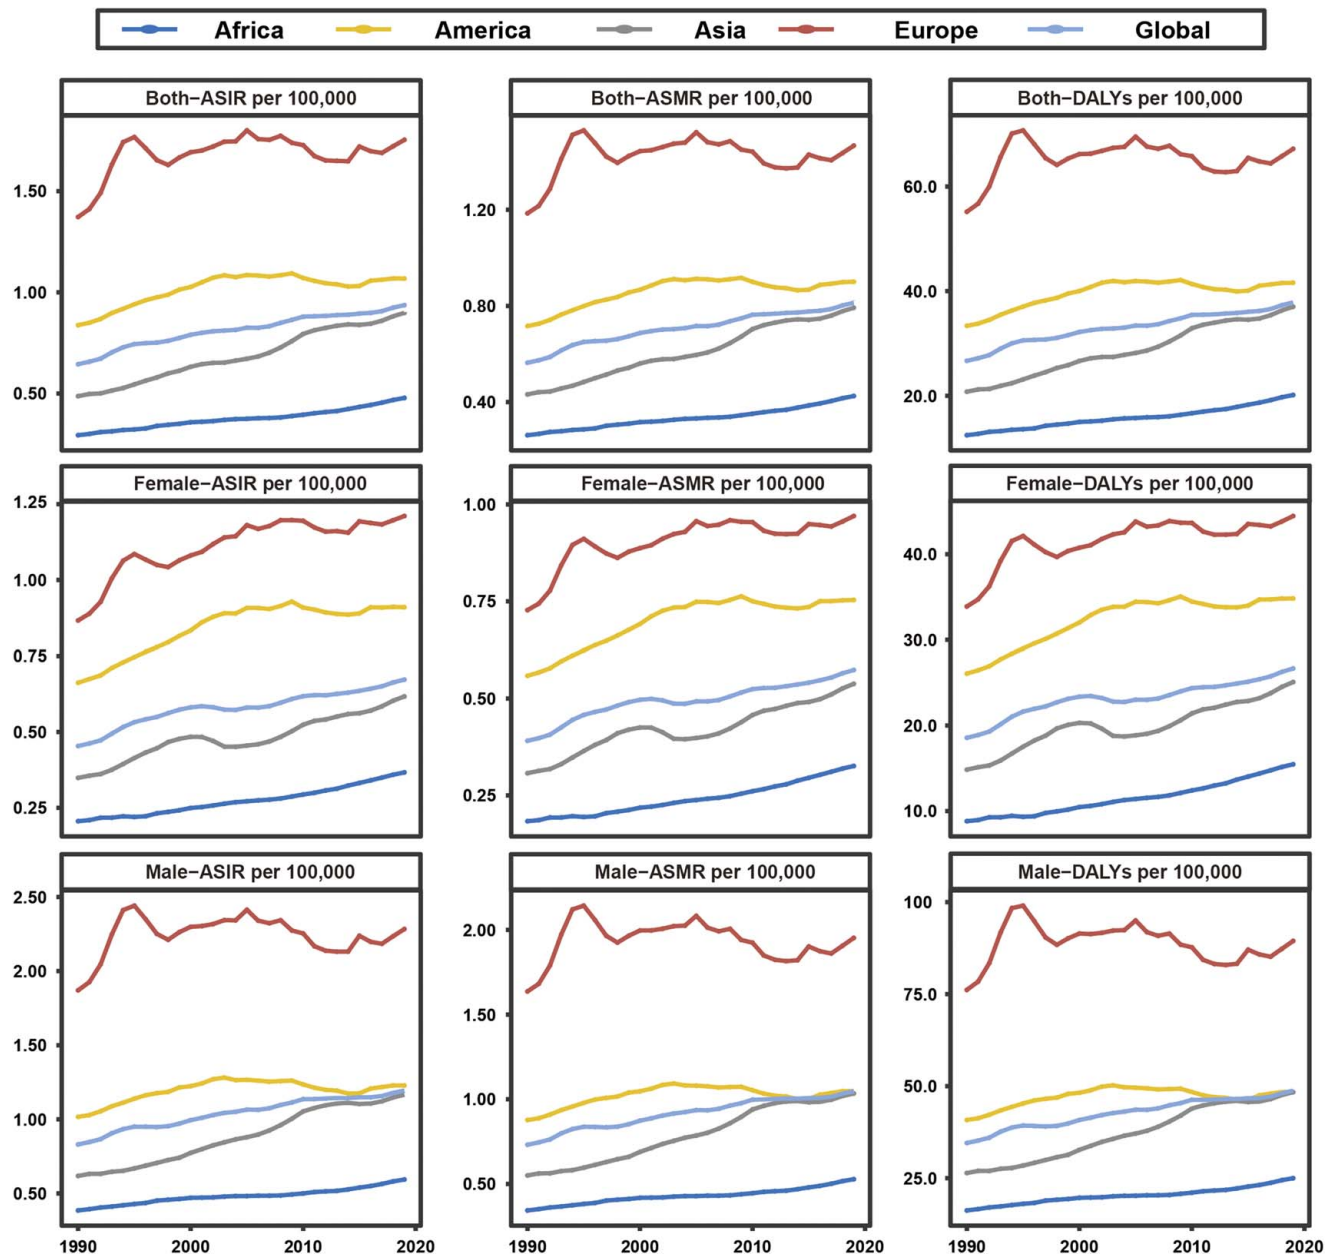 Africa America Asia Europe Global
Both−ASIR per 100,000
1.50
1.00
0.50
Both−ASMR per 100,000
1.20
0.80
0.40
Both−DALYs per 100,000
60.0
40.0
20.0
Female−ASIR per 100,000
1.25
1.00
0.75
0.50
0.25
Female−ASMR per 100,000
1.00
0.75
0.50
0.25
Female−DALYs per 100,000
40.0
30.0
20.0
10.0
Male−ASIR per 100,000
2.50
2.00
1.50
1.00
0.50
1990 2000 2010 2020
Male−ASMR per 100,000
2.00
1.50
1.00
0.50
1990 2000 2010 2020
Male−DALYs per 100,000
100
75.0
50.0
25.0
1990 2000 2010 2020